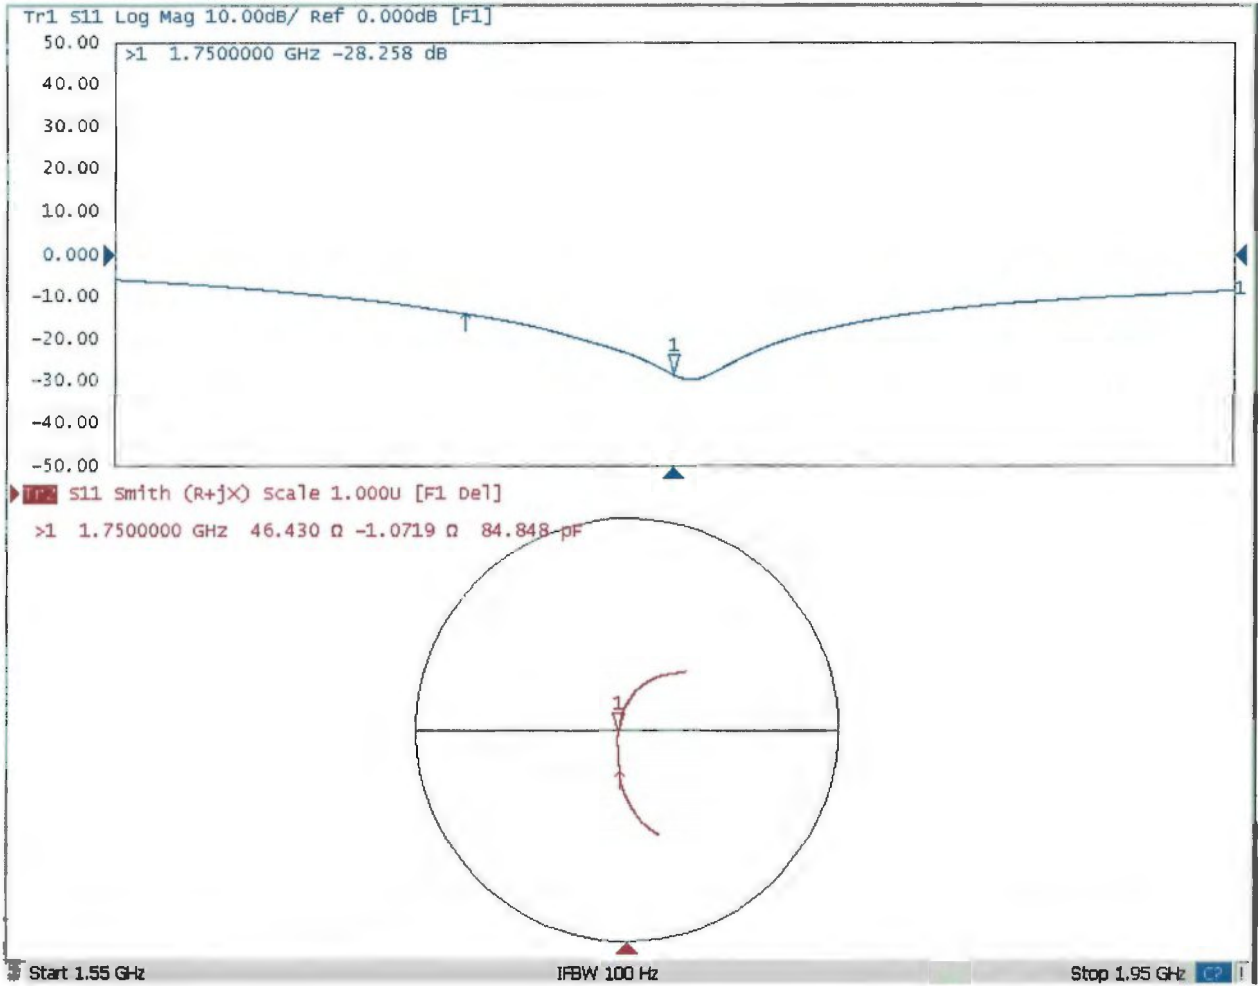 Tr1 S11 Log Mag 10.00dB/ Ref 0.000dB [F1]
50.00
>1 1.7500000 GHz -28.258 dB
40.00
30.00
20.00
10.00
0.000
-10.00
1
-20.00
1
-30.00
-40.00
-50.00
Tr2 S11 Smith (R+jX) Scale 1.000U [F1 Del]
>1 1.7500000 GHz 46.430 Ω -1.0719 Ω 84.848 pF
1
Start 1.55 GHz IFBW 100 Hz Stop 1.95 GHz C? !